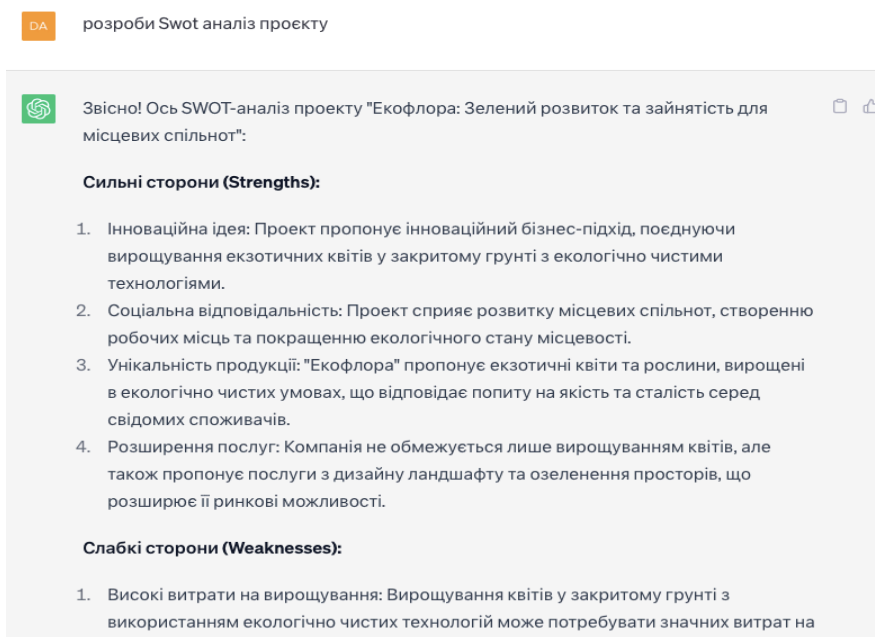 DA
розроби Swot аналіз проєкту
Звісно! Ось SWOT-аналіз проекту "Екофлора: Зелений розвиток та зайнятість для
місцевих спільнот":
Сильні сторони (Strengths):
1. Інноваційна ідея: Проект пропонує інноваційний бізнес-підхід, поєднуючи
вирощування екзотичних квітів у закритому грунті з екологічно чистими
технологіями.
2. Соціальна відповідальність: Проект сприяє розвитку місцевих спільнот, створенню
робочих місць та покращенню екологічного стану місцевості.
3. Унікальність продукції: "Екофлора" пропонує екзотичні квіти та рослини, вирощені
в екологічно чистих умовах, що відповідає попиту на якість та сталість серед
свідомих споживачів.
4. Розширення послуг: Компанія не обмежується лише вирощуванням квітів, але
також пропонує послуги з дизайну ландшафту та озеленення просторів, що
розширює її ринкові можливості.
Слабкі сторони (Weaknesses):
1. Високі витрати на вирощування: Вирощування квітів у закритому грунті з
використанням екологічно чистих технологій може потребувати значних витрат на